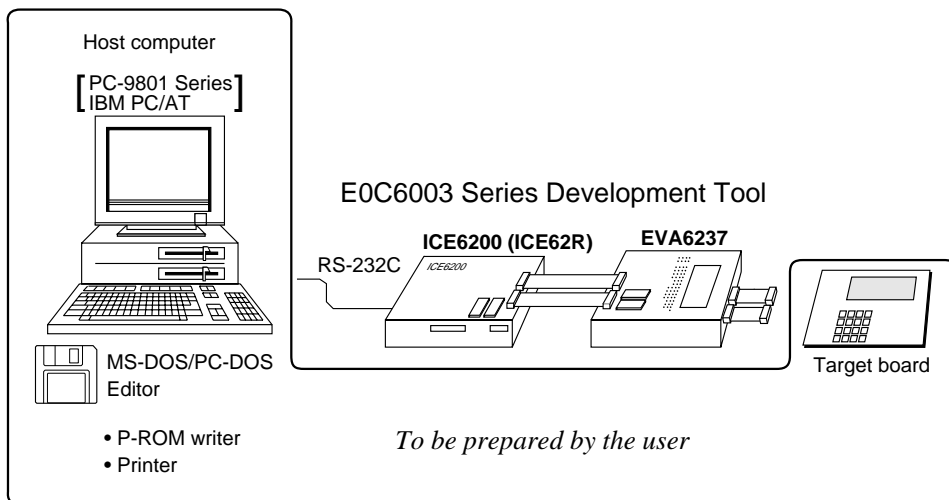 Host computer
PC-9801 Series
IBM PC/AT
E0C6003 Series Development Tool
ICE6200 (ICE62R)
EVA6237
RS-232C
ICE6200
Target board
MS-DOS/PC-DOS
Editor
• P-ROM writer
• Printer
To be prepared by the user